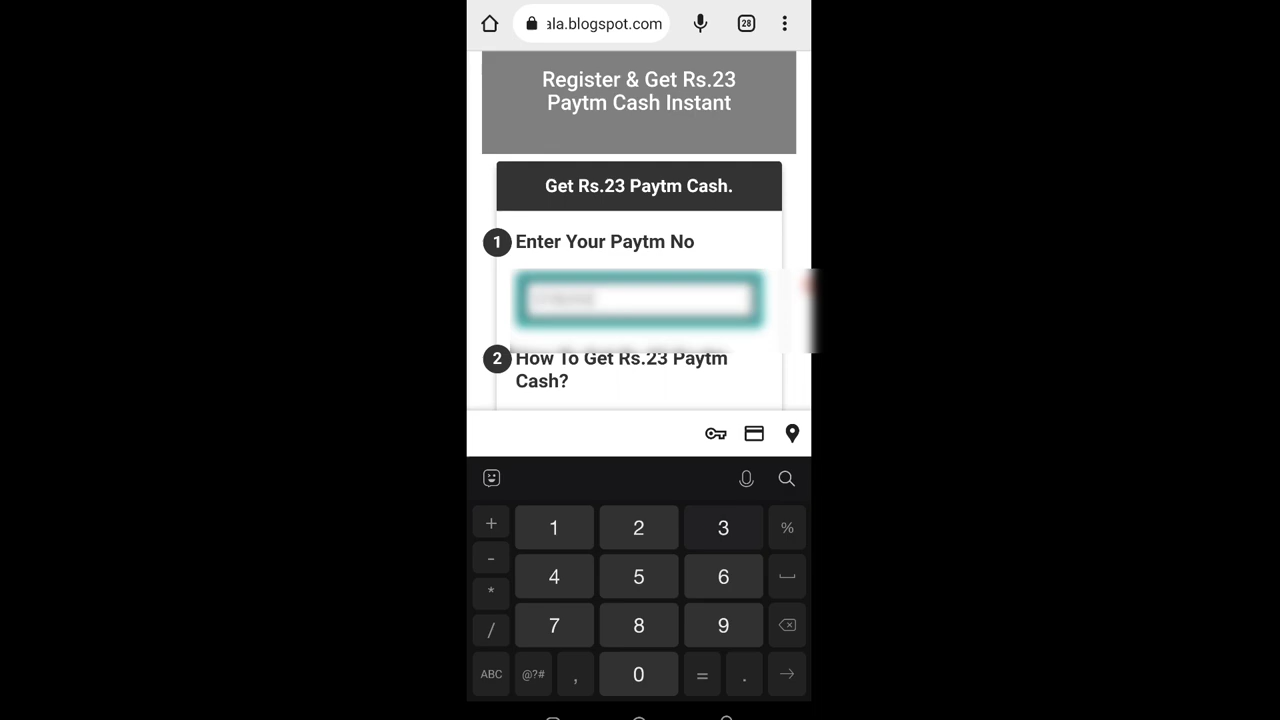 ala.blogspot.com
28
Register & Get Rs.23
Paytm Cash Instant
Get Rs.23 Paytm Cash.
1 Enter Your Paytm No
2 How To Get Rs.23 Paytm
Cash?
+ 1 2 3 %
- 4 5 6
* 7 8 9
/
ABC @?# , 0 = .